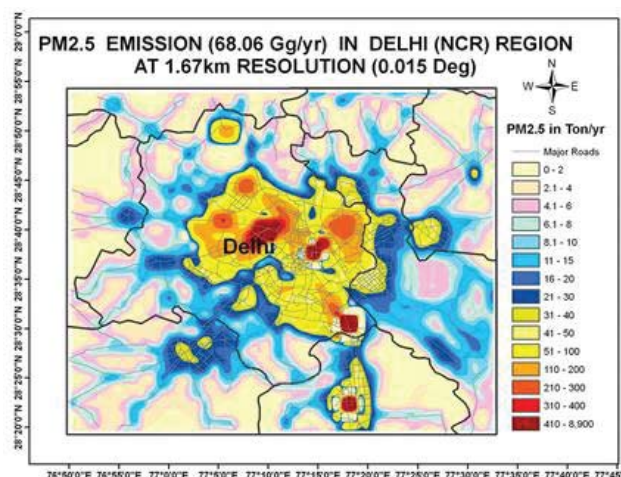 PM2.5 EMISSION (68.06 Gg/yr) IN DELHI (NCR) REGION
AT 1.67km RESOLUTION (0.015 Deg)
N
W E
S
PM2.5 in Ton/yr
Major Roads
0 - 2
2.1 - 4
4.1 - 6
6.1 - 8
8.1 - 10
11 - 15
16 - 20
21 - 30
31 - 40
41 - 50
51 - 100
110 - 200
210 - 300
310 - 400
410 - 8,900
Delhi
28°55'0"N
28°50'0"N
28°45'0"N
28°40'0"N
28°35'0"N
28°30'0"N
28°25'0"N
28°20'0"N
76°50'0"E 76°55'0"E 77°0'0"E 77°5'0"E 77°10'0"E 77°15'0"E 77°20'0"E 77°25'0"E 77°30'0"E 77°35'0"E 77°40'0"E